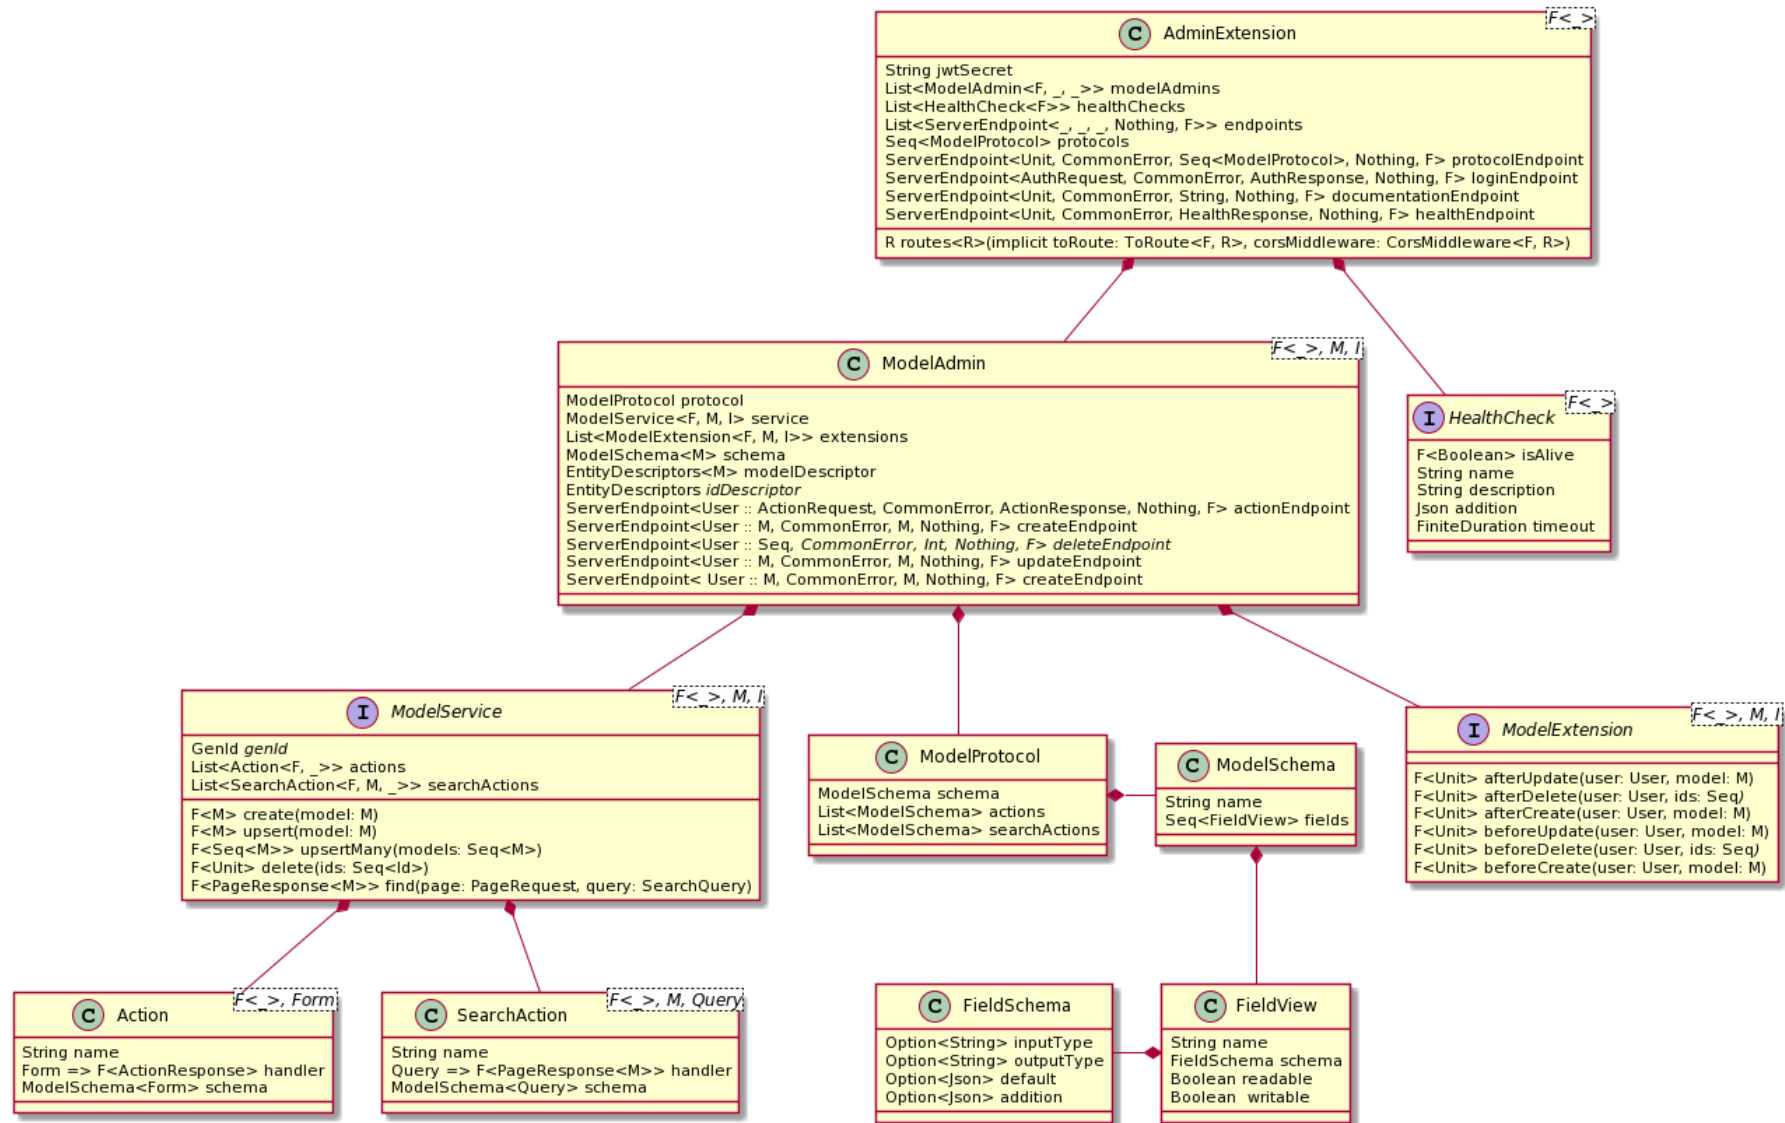 F<_>
C AdminExtension
String jwtSecret
List<ModelAdmin<F, _, _>> modelAdmins
List<HealthCheck<F>> healthChecks
List<ServerEndpoint<_, _, _, Nothing, F>> endpoints
Seq<ModelProtocol> protocols
ServerEndpoint<Unit, CommonError, Seq<ModelProtocol>, Nothing, F> protocolEndpoint
ServerEndpoint<AuthRequest, CommonError, AuthResponse, Nothing, F> loginEndpoint
ServerEndpoint<Unit, CommonError, String, Nothing, F> documentationEndpoint
ServerEndpoint<Unit, CommonError, HealthResponse, Nothing, F> healthEndpoint
R routes<R>(implicit toRoute: ToRoute<F, R>, corsMiddleware: CorsMiddleware<F, R>)
F<_>, M, I
C ModelAdmin
ModelProtocol protocol
ModelService<F, M, I> service
List<ModelExtension<F, M, I>> extensions
ModelSchema<M> schema
EntityDescriptors<M> modelDescriptor
EntityDescriptors idDescriptor
ServerEndpoint<User :: ActionRequest, CommonError, ActionResponse, Nothing, F> actionEndpoint
ServerEndpoint<User :: M, CommonError, M, Nothing, F> createEndpoint
ServerEndpoint<User :: Seq, CommonError, Int, Nothing, F> deleteEndpoint
ServerEndpoint<User :: M, CommonError, M, Nothing, F> updateEndpoint
ServerEndpoint< User :: M, CommonError, M, Nothing, F> createEndpoint
F<_>
I HealthCheck
F<Boolean> isAlive
String name
String description
Json addition
FiniteDuration timeout
F<_>, M, I
I ModelService
GenId genId
List<Action<F, _>> actions
List<SearchAction<F, M, _>> searchActions
F<M> create(model: M)
F<M> upsert(model: M)
F<Seq<M>> upsertMany(models: Seq<M>)
F<Unit> delete(ids: Seq<Id>)
F<PageResponse<M>> find(page: PageRequest, query: SearchQuery)
C ModelProtocol
ModelSchema schema
List<ModelSchema> actions
List<ModelSchema> searchActions
C ModelSchema
String name
Seq<FieldView> fields
F<_>, M, I
I ModelExtension
F<Unit> afterUpdate(user: User, model: M)
F<Unit> afterDelete(user: User, ids: Seq)
F<Unit> afterCreate(user: User, model: M)
F<Unit> beforeUpdate(user: User, model: M)
F<Unit> beforeDelete(user: User, ids: Seq)
F<Unit> beforeCreate(user: User, model: M)
F<_>, Form
C Action
String name
Form => F<ActionResponse> handler
ModelSchema<Form> schema
F<_>, M, Query
C SearchAction
String name
Query => F<PageResponse<M>> handler
ModelSchema<Query> schema
C FieldSchema
Option<String> inputType
Option<String> outputType
Option<Json> default
Option<Json> addition
C FieldView
String name
FieldSchema schema
Boolean readable
Boolean  writable